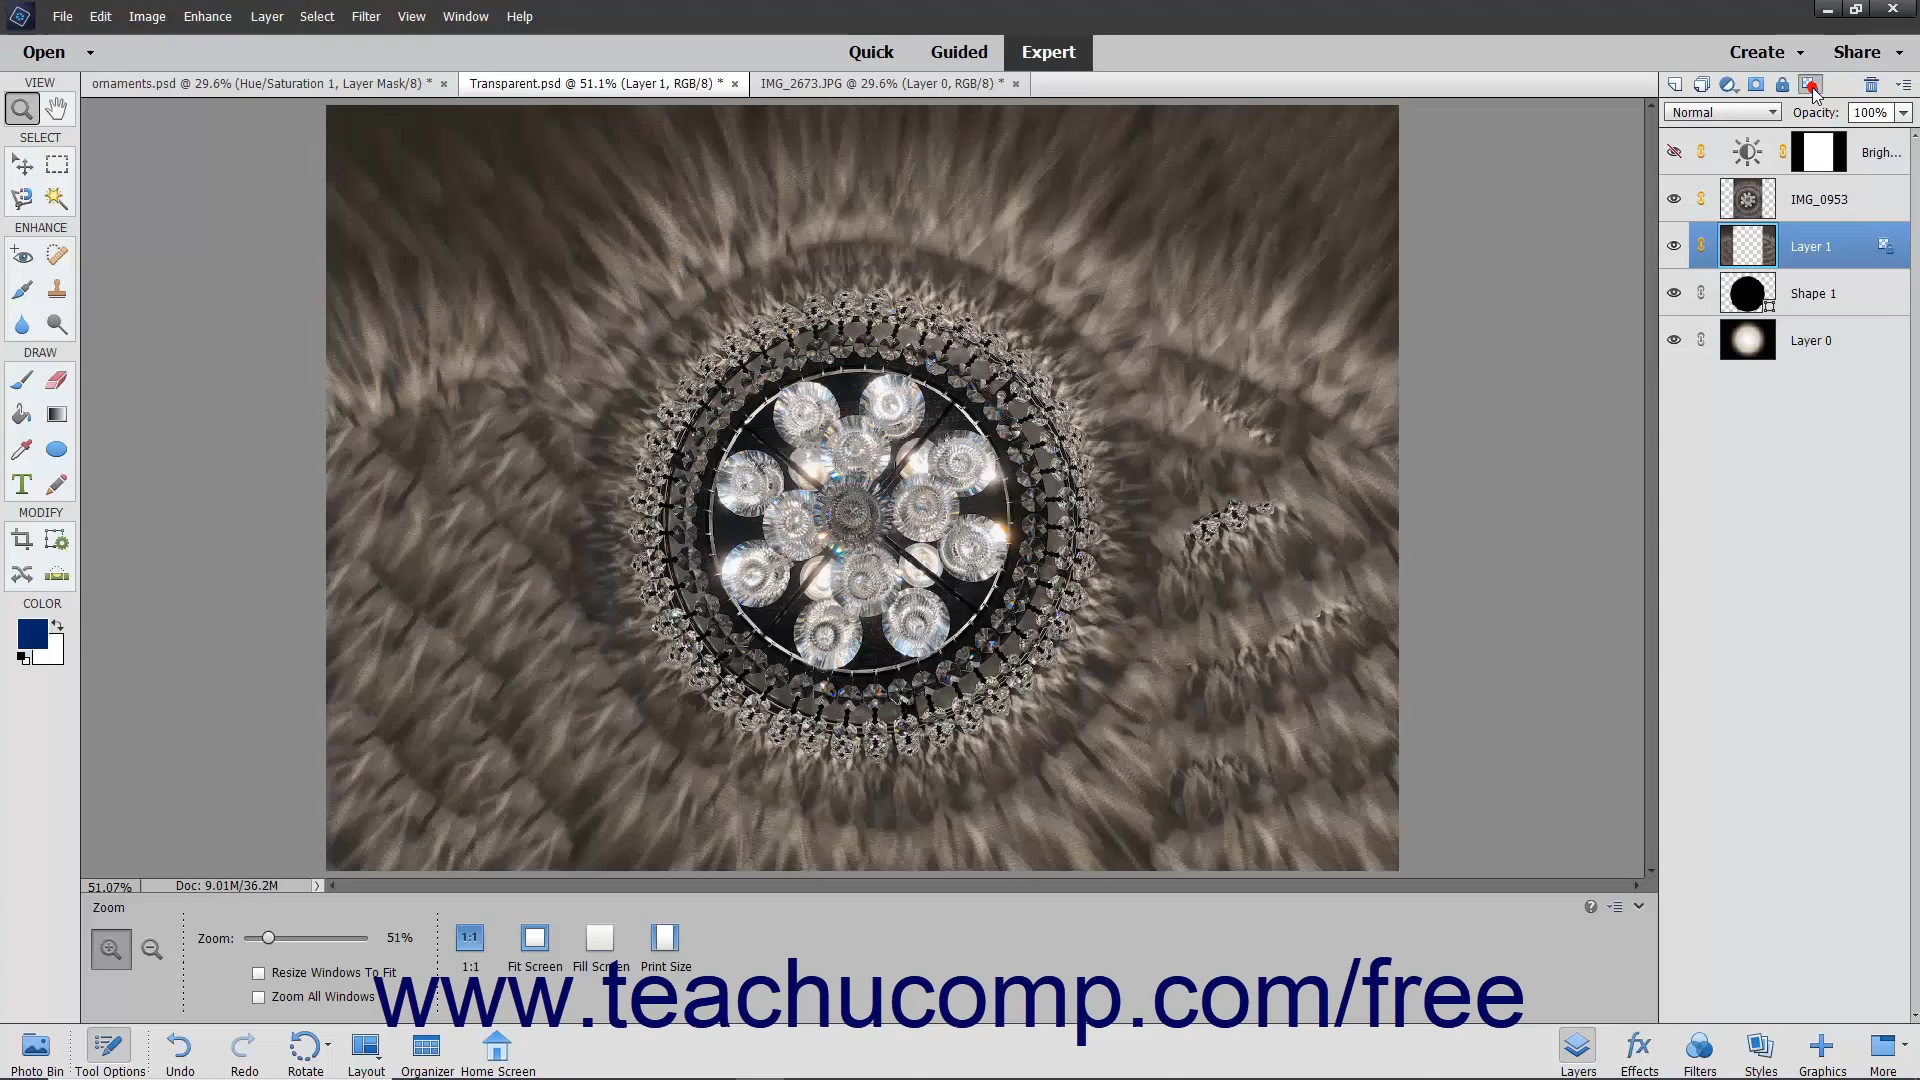 File Edit Image Enhance Layer Select Filter View Window Help
Open Quick Guided Expert Create Share
VIEW
ornaments.psd @ 29.6% (Hue/Saturation 1, Layer Mask/8) * × Transparent.psd @ 51.1% (Layer 1, RGB/8) * × IMG_2673.JPG @ 29.6% (Layer 0, RGB/8) * ×
Normal Opacity: 100%
SELECT
Brigh...
IMG_0953
ENHANCE
Layer 1
Shape 1
Layer 0
DRAW
T
MODIFY
COLOR
51.07% Doc: 9.01M/36.2M
Zoom
Zoom: 51% 1:1
1:1 Fit Screen Fill Screen Print Size
Resize Windows To Fit
Zoom All Windows
www.teachucomp.com/free
Photo Bin Tool Options Undo Redo Rotate Layout Organizer Home Screen fx Layers Effects Filters Styles Graphics More